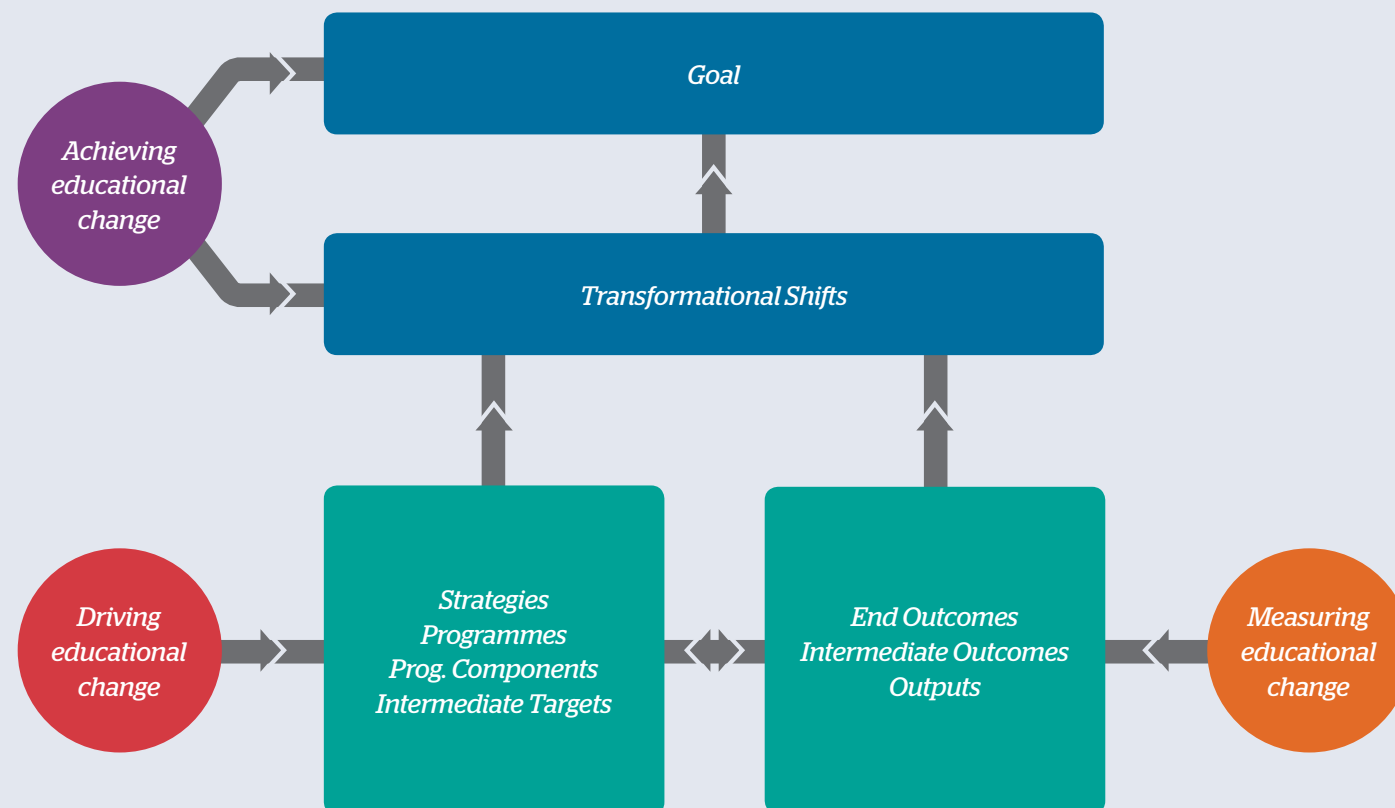 Goal
Achieving
educational
change
Transformational Shifts
Driving
educational
change
Strategies
Programmes
Prog. Components
Intermediate Targets
End Outcomes
Intermediate Outcomes
Outputs
Measuring
educational
change